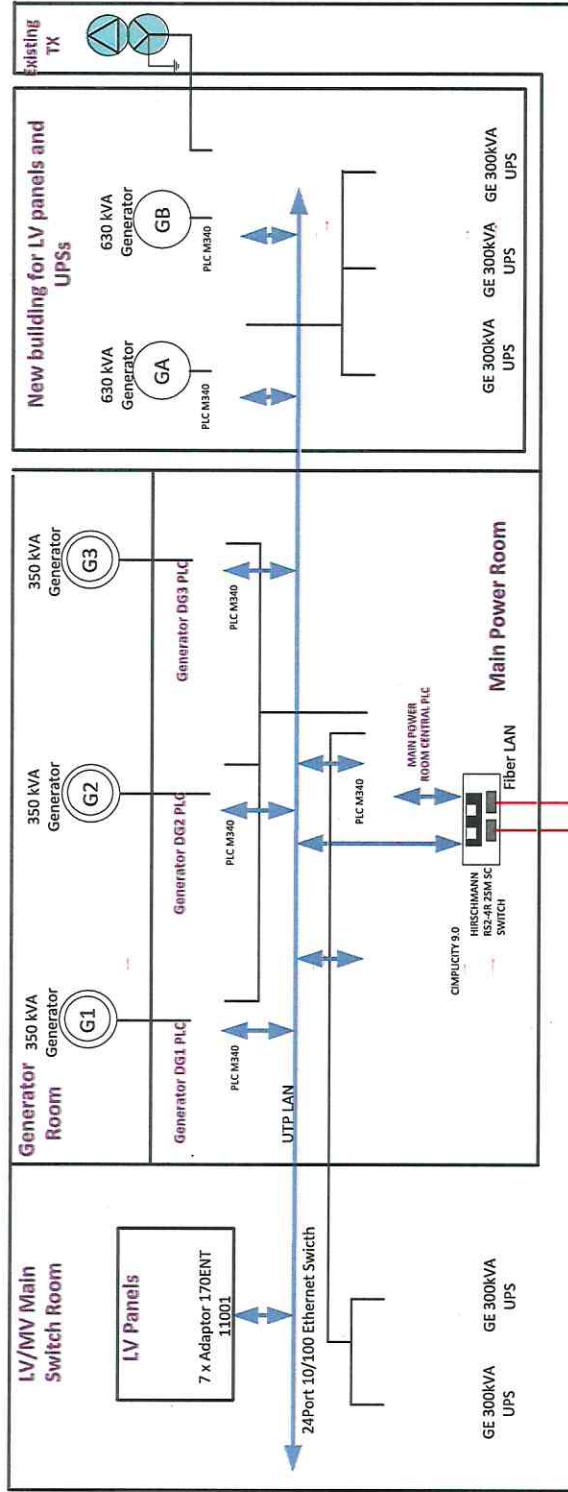 LV/MV Main
Switch Room
LV Panels
7 x Adaptor 170ENT
11001
24Port 10/100 Ethernet Swicth
GE 300kVA
UPS
GE 300kVA
UPS
Generator
Room
350 kVA
Generator
G1
350 kVA
Generator
G2
350 kVA
Generator
G3
Generator DG1 PLC
Generator DG2 PLC
Generator DG3 PLC
PLC M340
PLC M340
PLC M340
UTP LAN
PLC M340
MAIN POWER
ROOM CENTRAL PLC
CIMPLICITY 9.0
HIRSCHMANN
RS2-4R 2SM SC
SWITCH
Fiber LAN
Main Power Room
New building for LV panels and
UPSs
630 kVA
Generator
GA
PLC M340
630 kVA
Generator
GB
PLC M340
GE 300kVA
UPS
GE 300kVA
UPS
GE 300kVA
UPS
Existing
TX